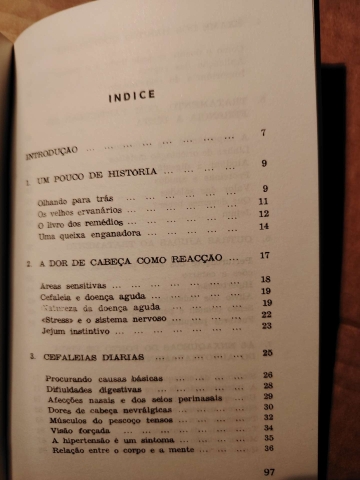 INDICE
INTRODUÇÃO ... ... ... ... ... ... ... 7
1. UM POUCO DE HISTORIA ... ... ... ... 9
Olhando para trás ... ... ... ... ... 9
Os velhos ervanários ... ... ... ... 11
O livro dos remédios ... ... ... ... 12
Uma queixa enganadora ... ... ... ... 14
2. A DOR DE CABEÇA COMO REACÇÃO ... ... 17
Areas sensitivas ... ... ... ... ... 18
Cefaleia e doença aguda ... ... ... 19
Natureza da doença aguda ... ... ... 19
«Stress» e o sistema nervoso ... ... ... 22
Jejum instintivo ... ... ... ... ... 23
3. CEFALEIAS DIARIAS ... ... ... ... ... 25
Procurando causas básicas ... ... ... 26
Difiuldades digestivas ... ... ... ... 28
Afecções nasais e dos seios perinasais ... 29
Dores de cabeça nevrálgicas ... ... ... 30
Músculos do pescoço tensos ... ... ... 32
Visão forçada ... ... ... ... ... 34
A hipertensão é um sintoma ... ... ... 35
Relação entre o corpo e a mente ... ... 36
97